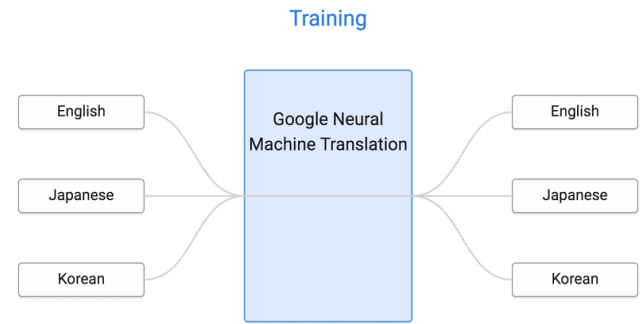 Training
Google Neural
Machine Translation
English
Japanese
Korean
English
Japanese
Korean